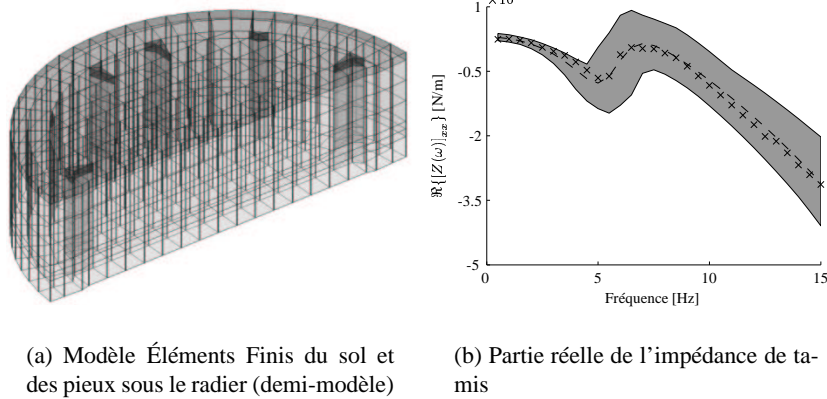 1
-0.5
-2
-3.5
-5
0
5
10
15
ℜ{[Z(ω)]xx} [N/m]
Fréquence [Hz]
(a) Modèle Éléments Finis du sol et
des pieux sous le radier (demi-modèle)
(b) Partie réelle de l'impédance de ta-
mis